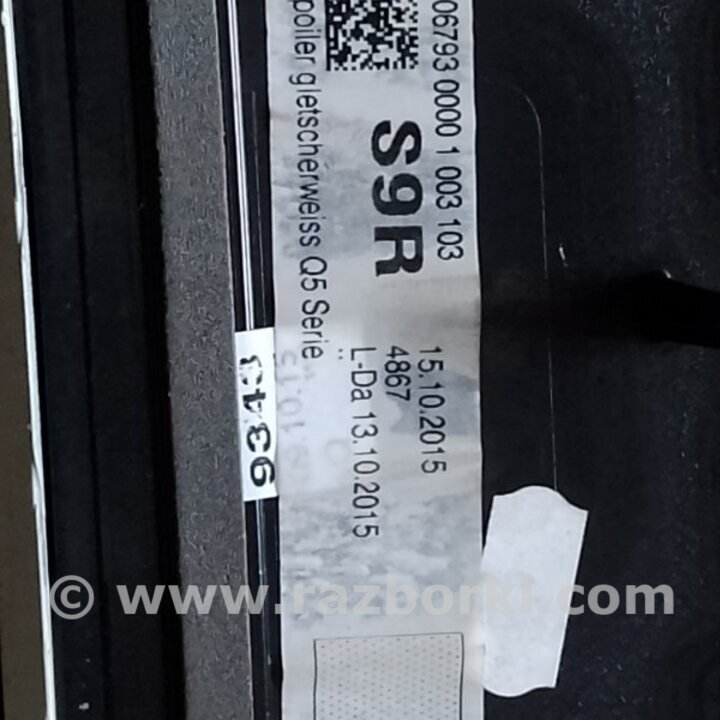 06793 0000 1 003 103
S9R
poiler gletscherweiss Q5 Serie
15.10.2015
4867
L-Da 13.10.2015
9343
© www.razborki.com